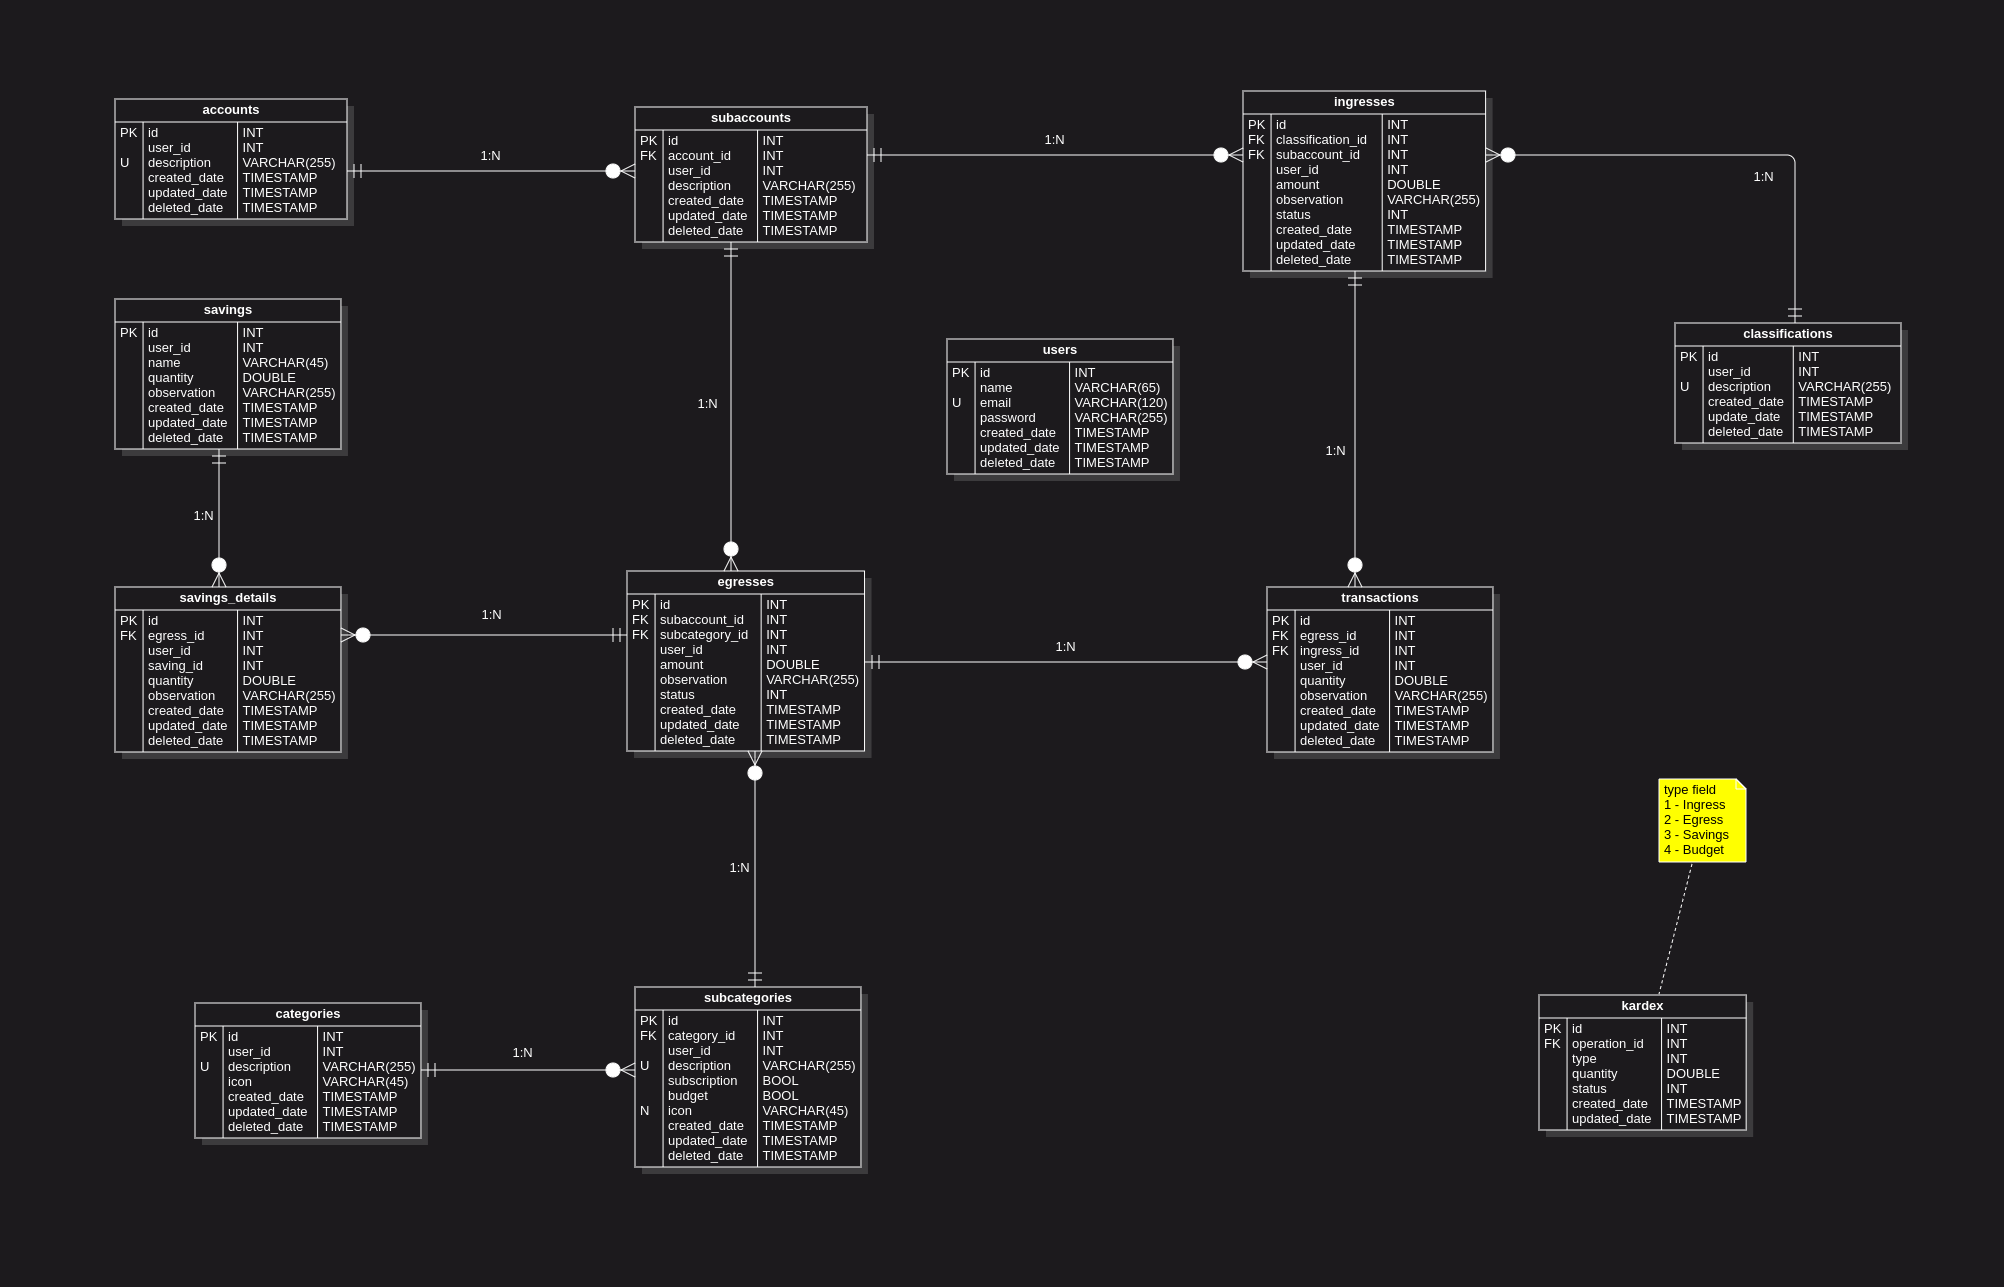 accounts
PK id INT
user_id INT
U description VARCHAR(255)
created_date TIMESTAMP
updated_date TIMESTAMP
deleted_date TIMESTAMP
1:N
subaccounts
PK id INT
FK account_id INT
user_id INT
description VARCHAR(255)
created_date TIMESTAMP
updated_date TIMESTAMP
deleted_date TIMESTAMP
1:N
ingresses
PK id INT
FK classification_id INT
FK subaccount_id INT
user_id INT
amount DOUBLE
observation VARCHAR(255)
status INT
created_date TIMESTAMP
updated_date TIMESTAMP
deleted_date TIMESTAMP
1:N
savings
PK id INT
user_id INT
name VARCHAR(45)
quantity DOUBLE
observation VARCHAR(255)
created_date TIMESTAMP
updated_date TIMESTAMP
deleted_date TIMESTAMP
1:N
users
PK id INT
name VARCHAR(65)
U email VARCHAR(120)
password VARCHAR(255)
created_date TIMESTAMP
updated_date TIMESTAMP
deleted_date TIMESTAMP
1:N
classifications
PK id INT
user_id INT
U description VARCHAR(255)
created_date TIMESTAMP
update_date TIMESTAMP
deleted_date TIMESTAMP
1:N
savings_details
PK id INT
FK egress_id INT
user_id INT
saving_id INT
quantity DOUBLE
observation VARCHAR(255)
created_date TIMESTAMP
updated_date TIMESTAMP
deleted_date TIMESTAMP
1:N
egresses
PK id INT
FK subaccount_id INT
FK subcategory_id INT
user_id INT
amount DOUBLE
observation VARCHAR(255)
status INT
created_date TIMESTAMP
updated_date TIMESTAMP
deleted_date TIMESTAMP
1:N
transactions
PK id INT
FK egress_id INT
FK ingress_id INT
user_id INT
quantity DOUBLE
observation VARCHAR(255)
created_date TIMESTAMP
updated_date TIMESTAMP
deleted_date TIMESTAMP
type field
1 - Ingress
2 - Egress
3 - Savings
4 - Budget
1:N
categories
PK id INT
user_id INT
U description VARCHAR(255)
icon VARCHAR(45)
created_date TIMESTAMP
updated_date TIMESTAMP
deleted_date TIMESTAMP
1:N
subcategories
PK id INT
FK category_id INT
user_id INT
U description VARCHAR(255)
subscription BOOL
budget BOOL
N icon VARCHAR(45)
created_date TIMESTAMP
updated_date TIMESTAMP
deleted_date TIMESTAMP
kardex
PK id INT
FK operation_id INT
type INT
quantity DOUBLE
status INT
created_date TIMESTAMP
updated_date TIMESTAMP